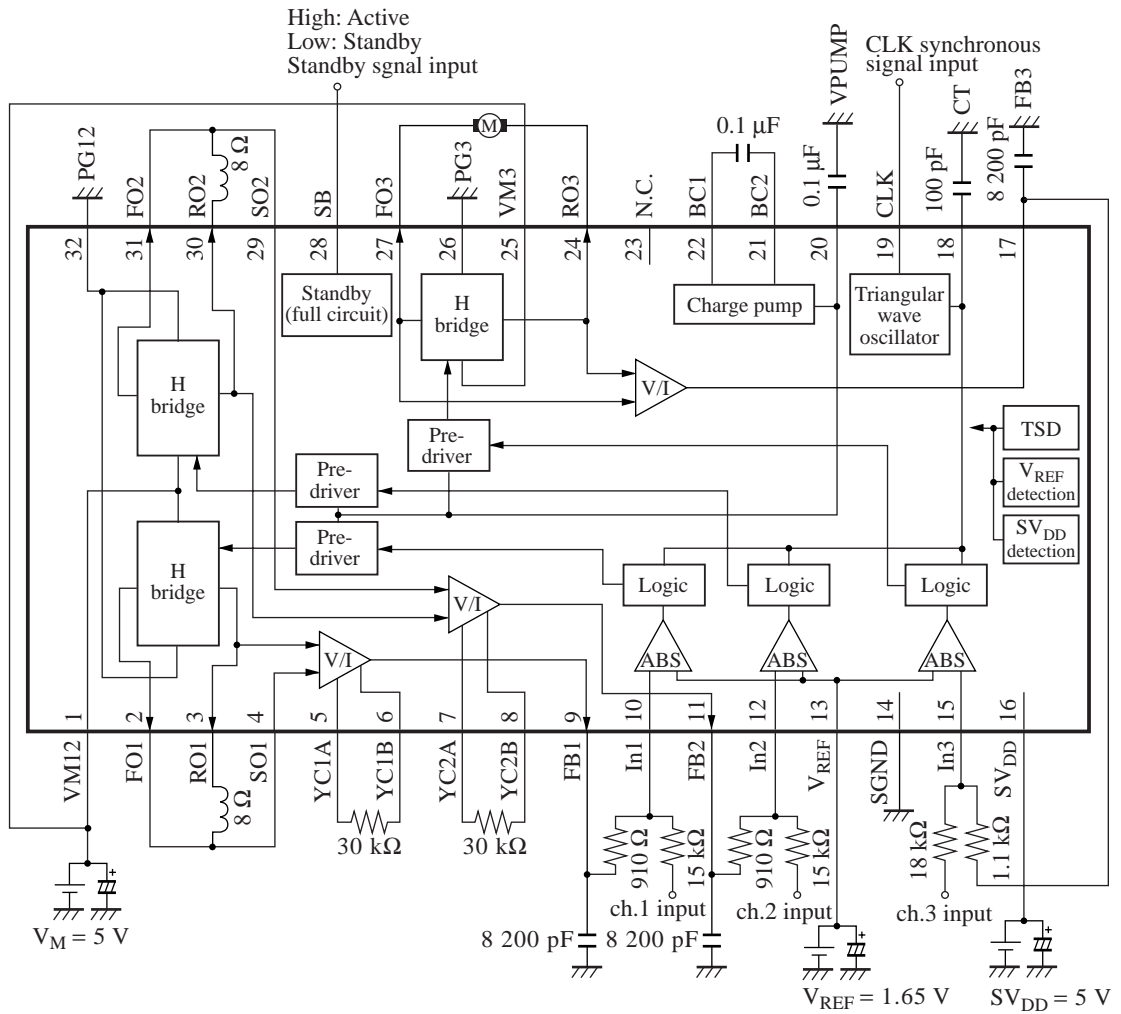 High: Active
Low: Standby
Standby sgnal input
CLK synchronous
signal input
VPUMP
CT
FB3
M
0.1 µF
0.1 µF
100 pF
8 200 pF
8 Ω
PG12
FO2
RO2
SO2
SB
FO3
PG3
VM3
RO3
N.C.
BC1
BC2
CLK
32
31
30
29
28
27
26
25
24
23
22
21
20
19
18
17
Standby
(full circuit)
H
bridge
Charge pump
Triangular
wave
oscillator
H
bridge
V/I
Pre-
driver
TSD
Pre-
driver
VREF
detection
Pre-
driver
SVDD
detection
H
bridge
Logic
Logic
Logic
V/I
V/I
ABS
ABS
ABS
1
2
3
4
5
6
7
8
9
10
11
12
13
14
15
16
VM12
FO1
RO1
SO1
YC1A
YC1B
YC2A
YC2B
FB1
In1
FB2
In2
VREF
SGND
In3
SVDD
8 Ω
30 kΩ
30 kΩ
910 Ω
15 kΩ
910 Ω
15 kΩ
18 kΩ
1.1 kΩ
ch.1 input
ch.2 input
ch.3 input
+
VM = 5 V
8 200 pF
8 200 pF
+
VREF = 1.65 V
+
SVDD = 5 V